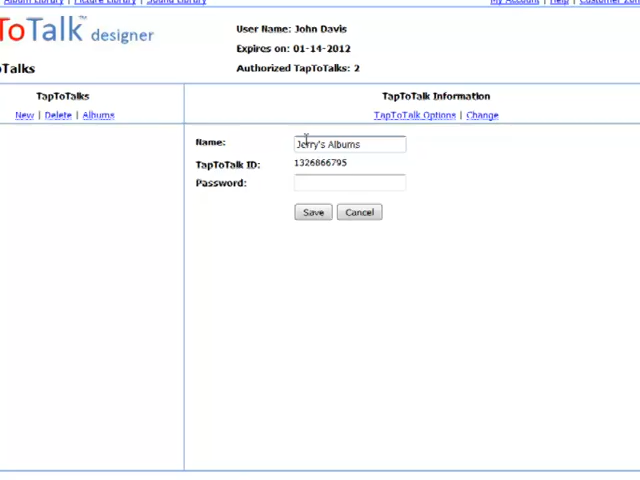 Album Library | Picture Library | Sound Library
My Account | Help | Customer Zon
ToTalk™ designer
User Name: John Davis
Expires on: 01-14-2012
Authorized TapToTalks: 2
oTalks
TapToTalks
TapToTalk Information
New | Delete | Albums
TapToTalk Options | Change
Name: Jerry's Albums
TapToTalk ID: 1326866795
Password:
Save Cancel